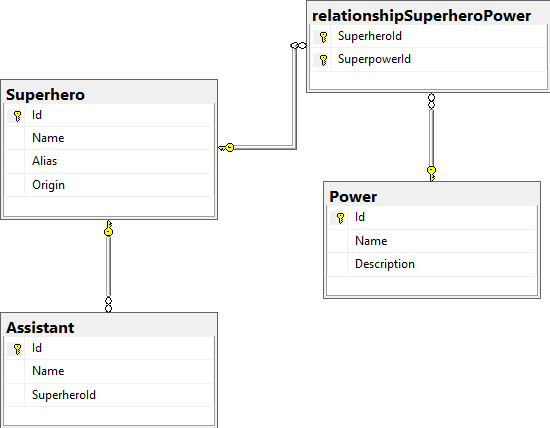 relationshipSuperheroPower
SuperheroId
SuperpowerId
Superhero
Id
Name
Alias
Origin
Power
Id
Name
Description
Assistant
Id
Name
SuperheroId